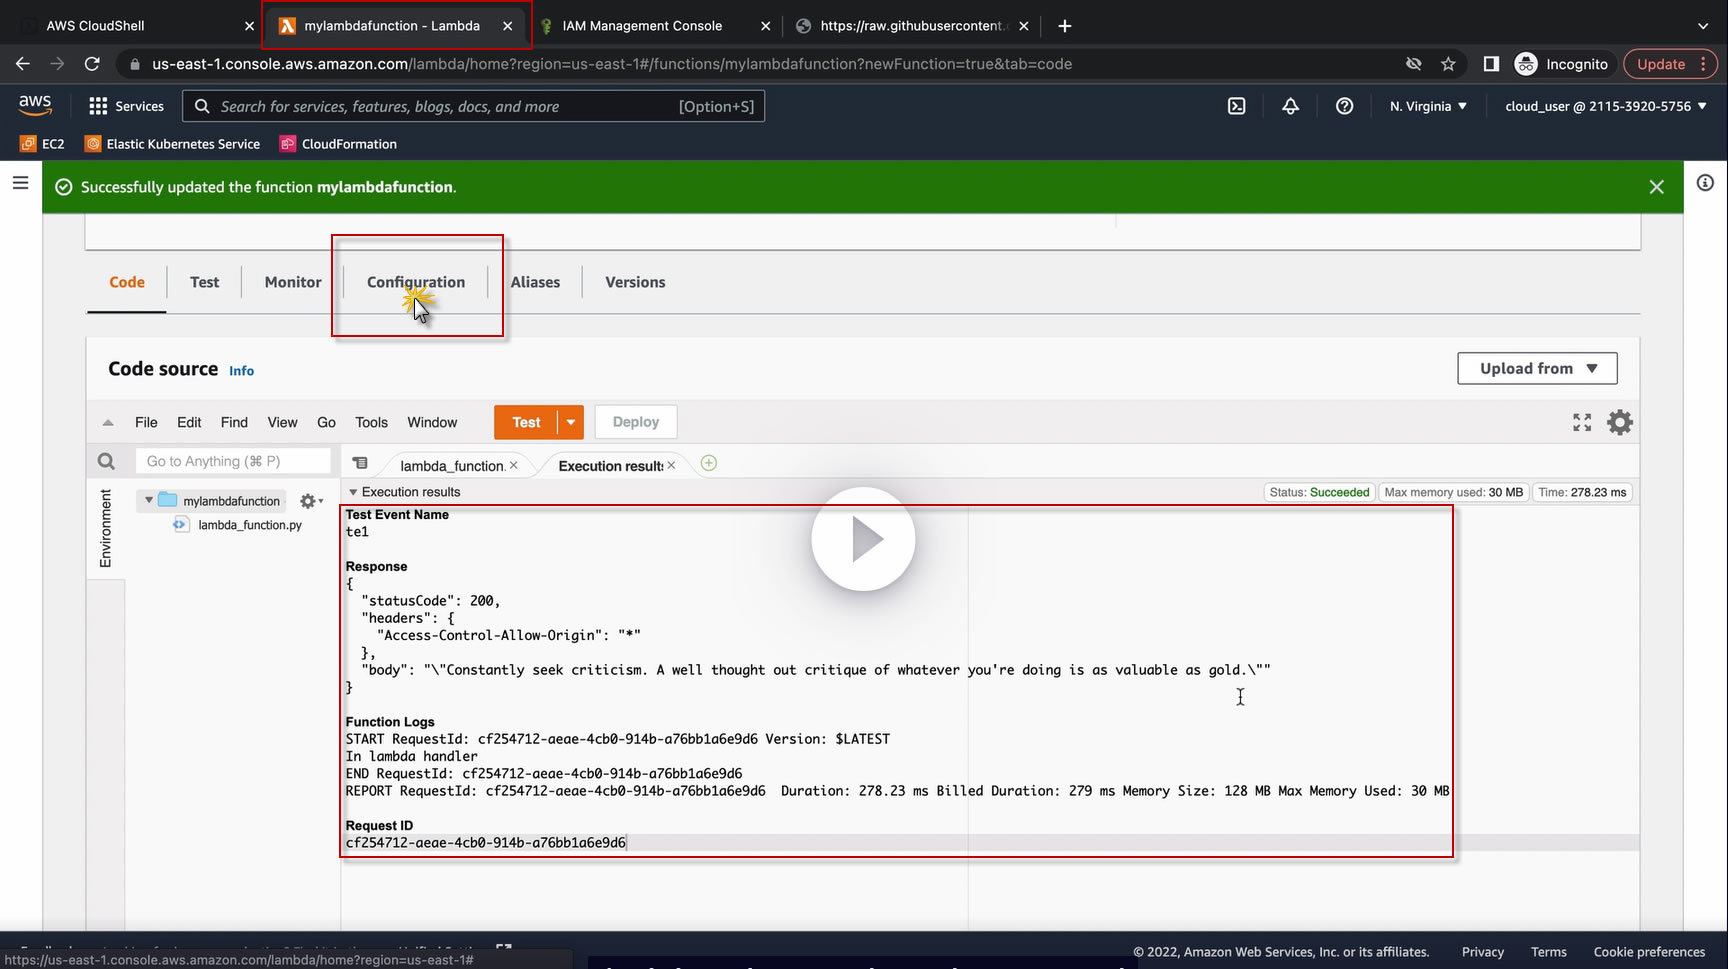 AWS CloudShell
mylambdafunction - Lambda
IAM Management Console
https://raw.githubusercontent.
us-east-1.console.aws.amazon.com/lambda/home?region=us-east-1#/functions/mylambdafunction?newFunction=true&tab=code
Incognito
Update
aws
Services
Search for services, features, blogs, docs, and more
[Option+S]
N. Virginia
cloud_user @ 2115-3920-5756
EC2
Elastic Kubernetes Service
CloudFormation
Successfully updated the function mylambdafunction.
Code
Test
Monitor
Configuration
Aliases
Versions
Code source
Info
Upload from
File
Edit
Find
View
Go
Tools
Window
Test
Deploy
Go to Anything (⌘ P)
lambda_function.
Execution results
Environment
mylambdafunction
lambda_function.py
Execution results
Status: Succeeded
Max memory used: 30 MB
Time: 278.23 ms
Test Event Name
te1
Response
{
"statusCode": 200,
"headers": {
"Access-Control-Allow-Origin": "*"
},
"body": "\"Constantly seek criticism. A well thought out critique of whatever you're doing is as valuable as gold.\""
}
Function Logs
START RequestId: cf254712-aeae-4cb0-914b-a76bb1a6e9d6 Version: $LATEST
In lambda handler
END RequestId: cf254712-aeae-4cb0-914b-a76bb1a6e9d6
REPORT RequestId: cf254712-aeae-4cb0-914b-a76bb1a6e9d6 Duration: 278.23 ms Billed Duration: 279 ms Memory Size: 128 MB Max Memory Used: 30 MB
Request ID
cf254712-aeae-4cb0-914b-a76bb1a6e9d6
© 2022, Amazon Web Services, Inc. or its affiliates.
Privacy
Terms
Cookie preferences
https://us-east-1.console.aws.amazon.com/lambda/home?region=us-east-1#